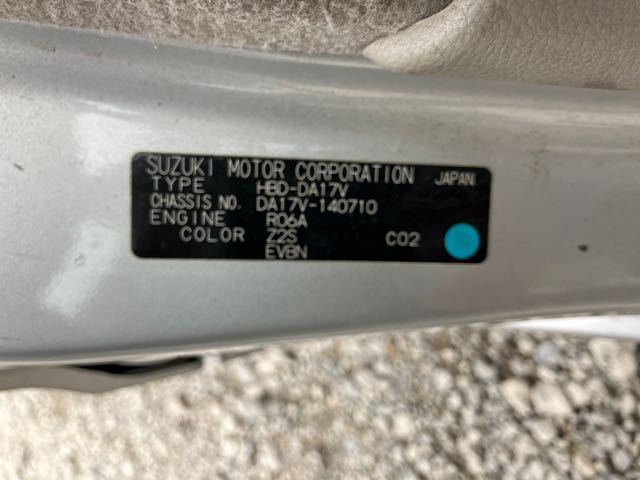 SUZUKI MOTOR CORPORATION JAPAN
TYPE HBD-DA17V
CHASSIS NO. DA17V-140710
ENGINE R06A
COLOR Z2S C02
EVBN